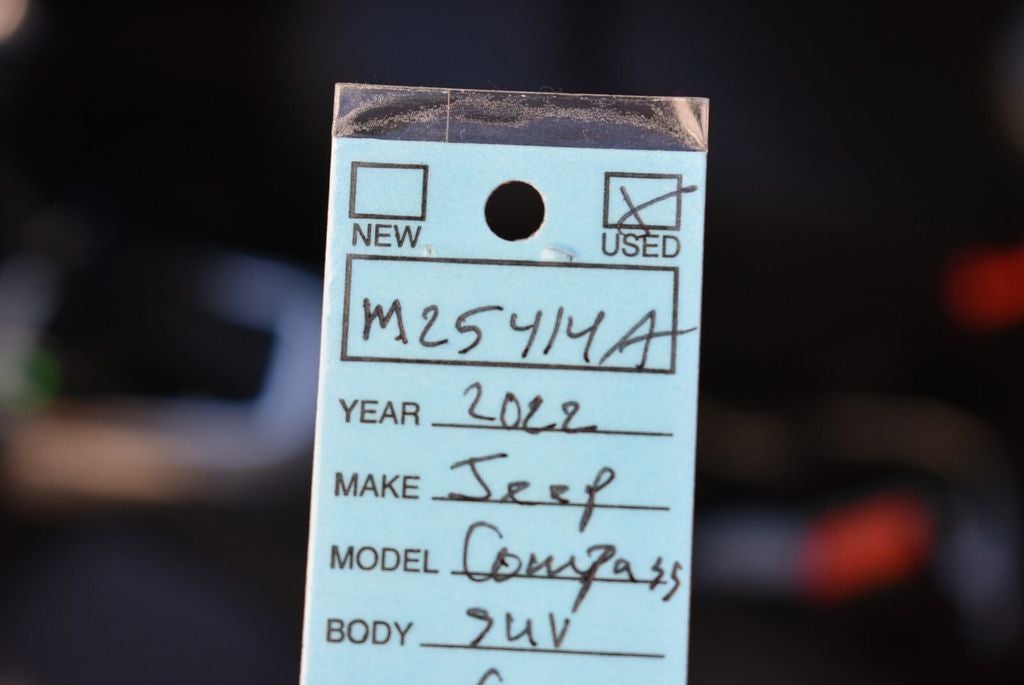 NEW USED
M25414A
YEAR 2022
MAKE Jeep
MODEL Compass
BODY SUV